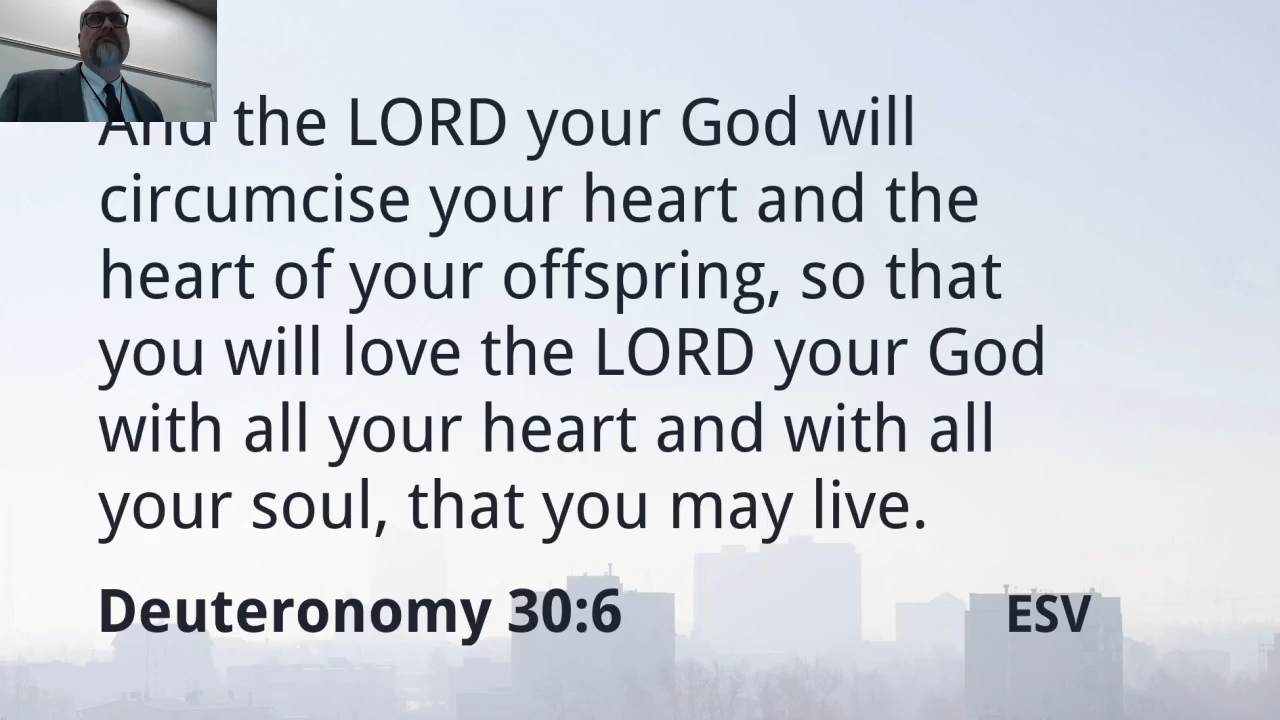 And the LORD your God will
circumcise your heart and the
heart of your offspring, so that
you will love the LORD your God
with all your heart and with all
your soul, that you may live.
Deuteronomy 30:6 ESV